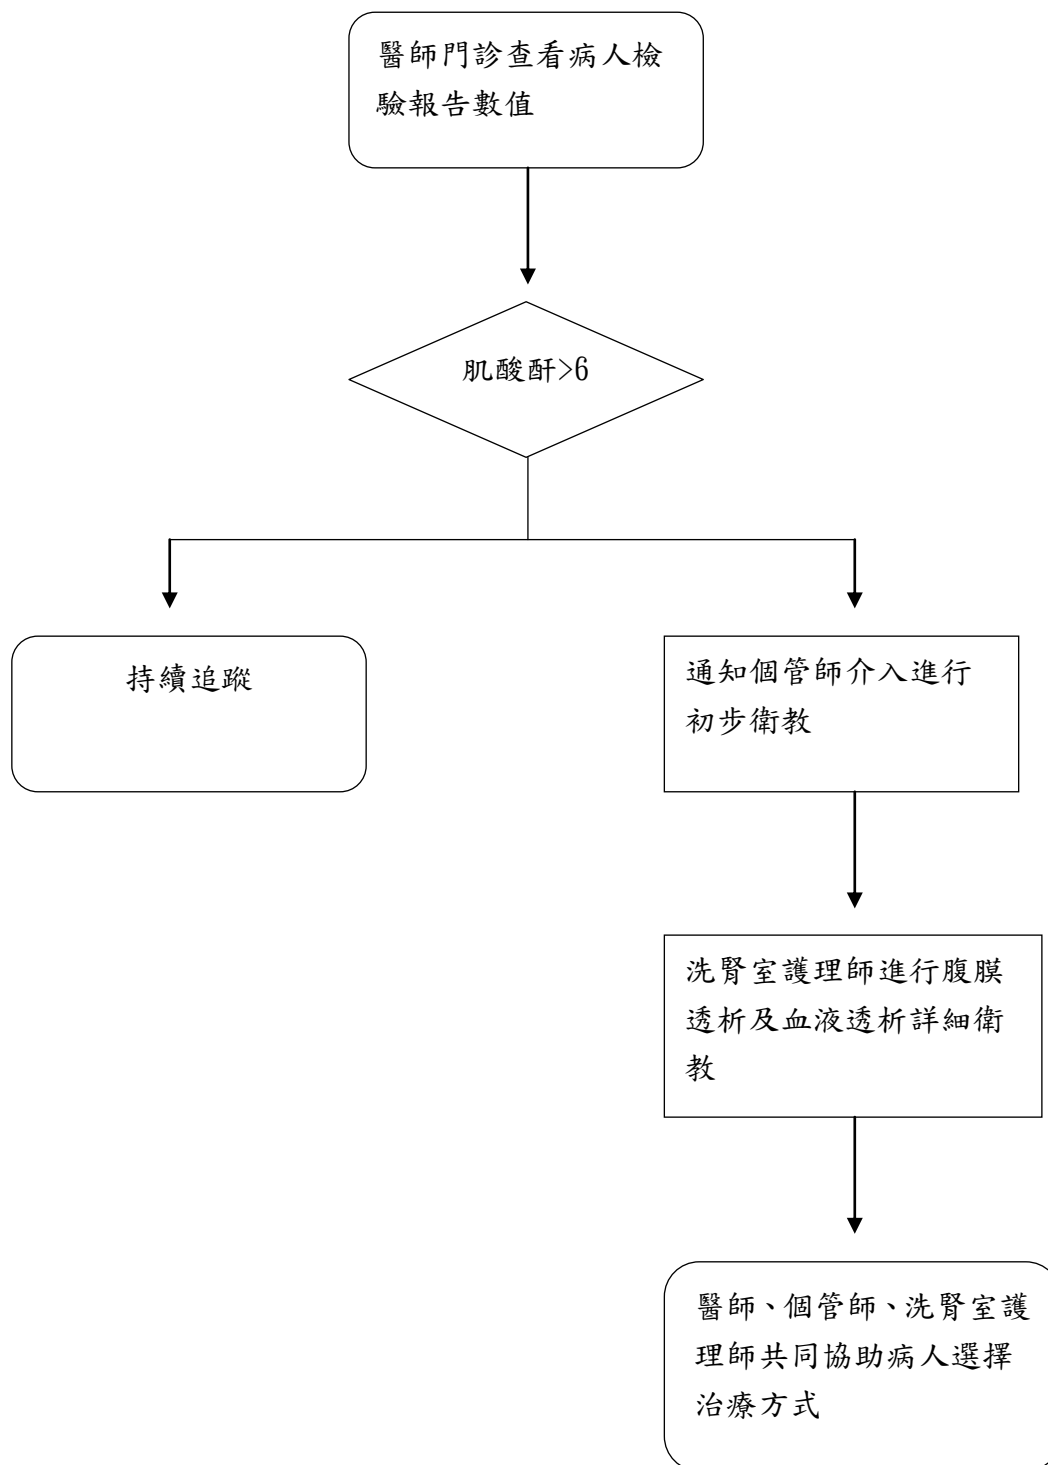 醫師門診查看病人檢
驗報告數值
肌酸酐>6
持續追蹤
通知個管師介入進行
初步衛教
洗腎室護理師進行腹膜
透析及血液透析詳細衛
教
醫師、個管師、洗腎室護
理師共同協助病人選擇
治療方式